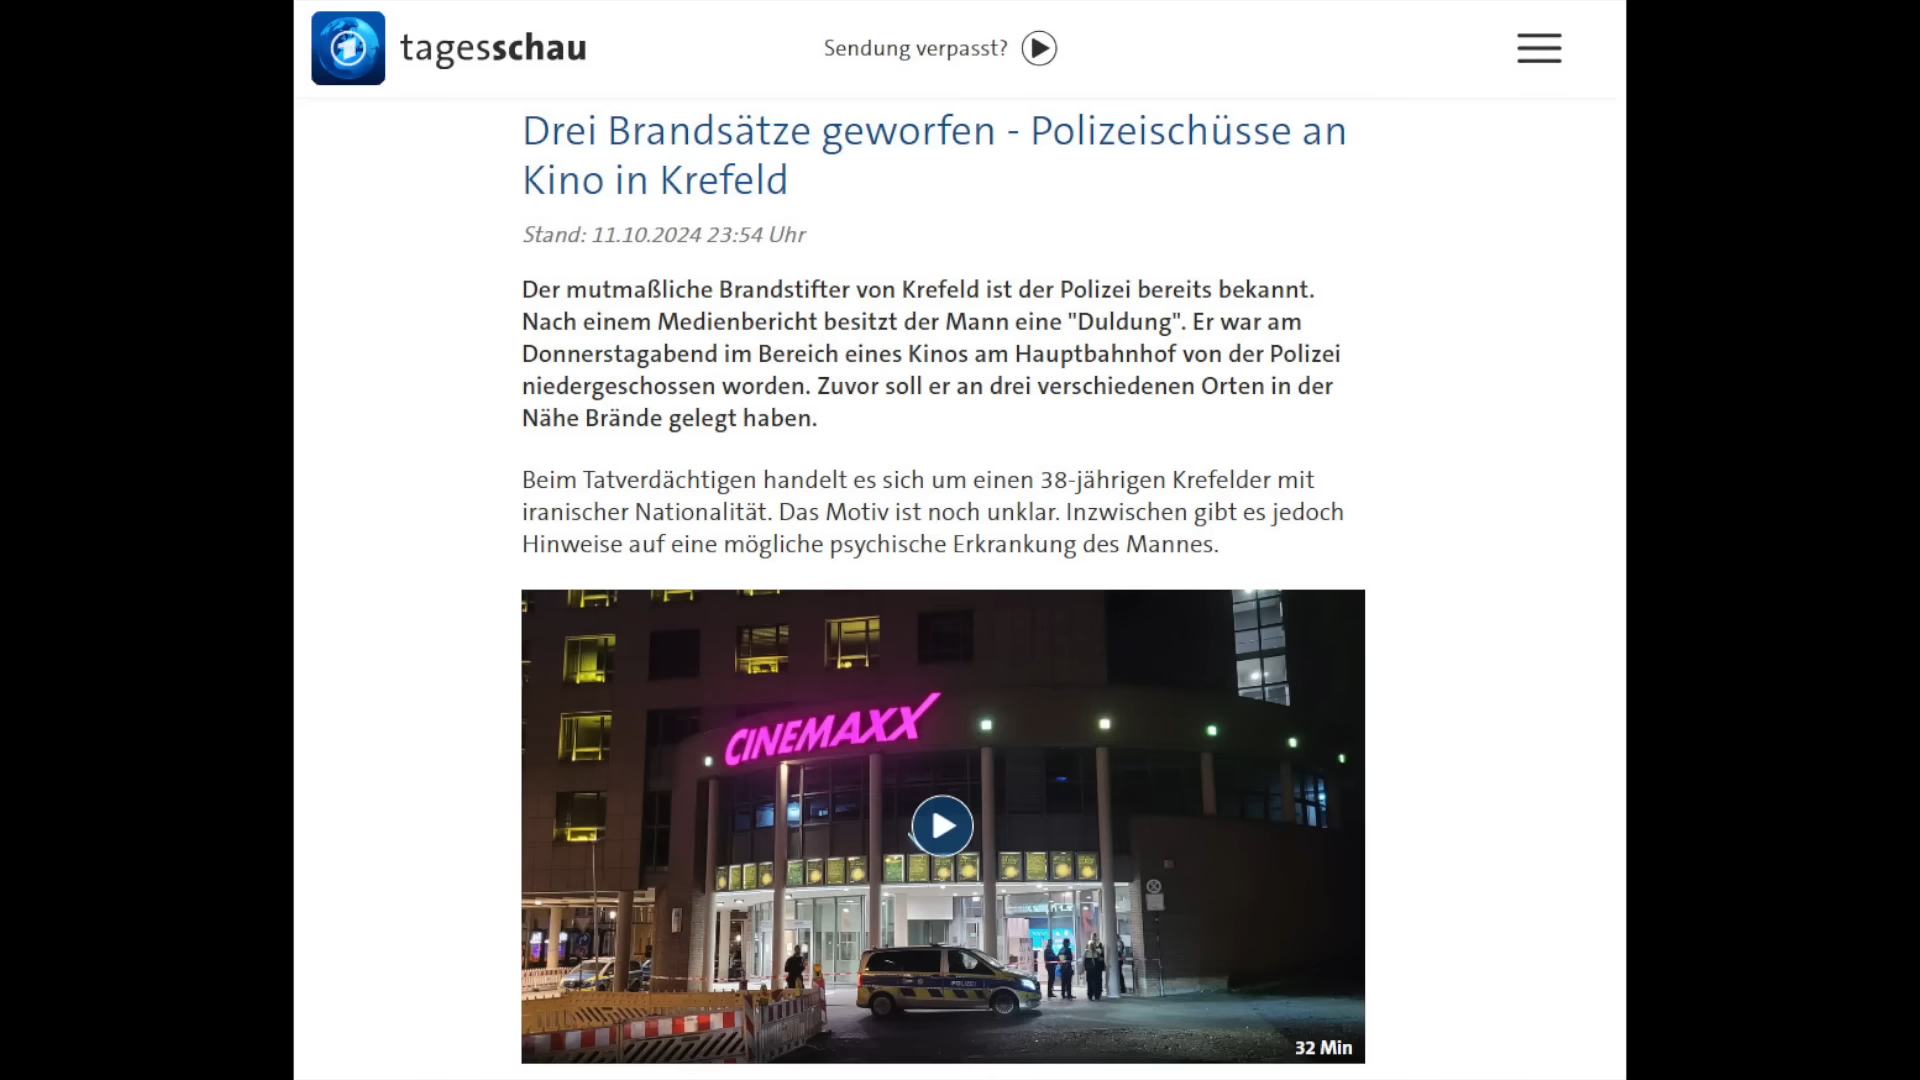 tagesschau
Sendung verpasst?
Drei Brandsätze geworfen - Polizeischüsse an
Kino in Krefeld
Stand: 11.10.2024 23:54 Uhr
Der mutmaßliche Brandstifter von Krefeld ist der Polizei bereits bekannt.
Nach einem Medienbericht besitzt der Mann eine "Duldung". Er war am
Donnerstagabend im Bereich eines Kinos am Hauptbahnhof von der Polizei
niedergeschossen worden. Zuvor soll er an drei verschiedenen Orten in der
Nähe Brände gelegt haben.
Beim Tatverdächtigen handelt es sich um einen 38-jährigen Krefelder mit
iranischer Nationalität. Das Motiv ist noch unklar. Inzwischen gibt es jedoch
Hinweise auf eine mögliche psychische Erkrankung des Mannes.
CINEMAXX
POLIZEI
32 Min